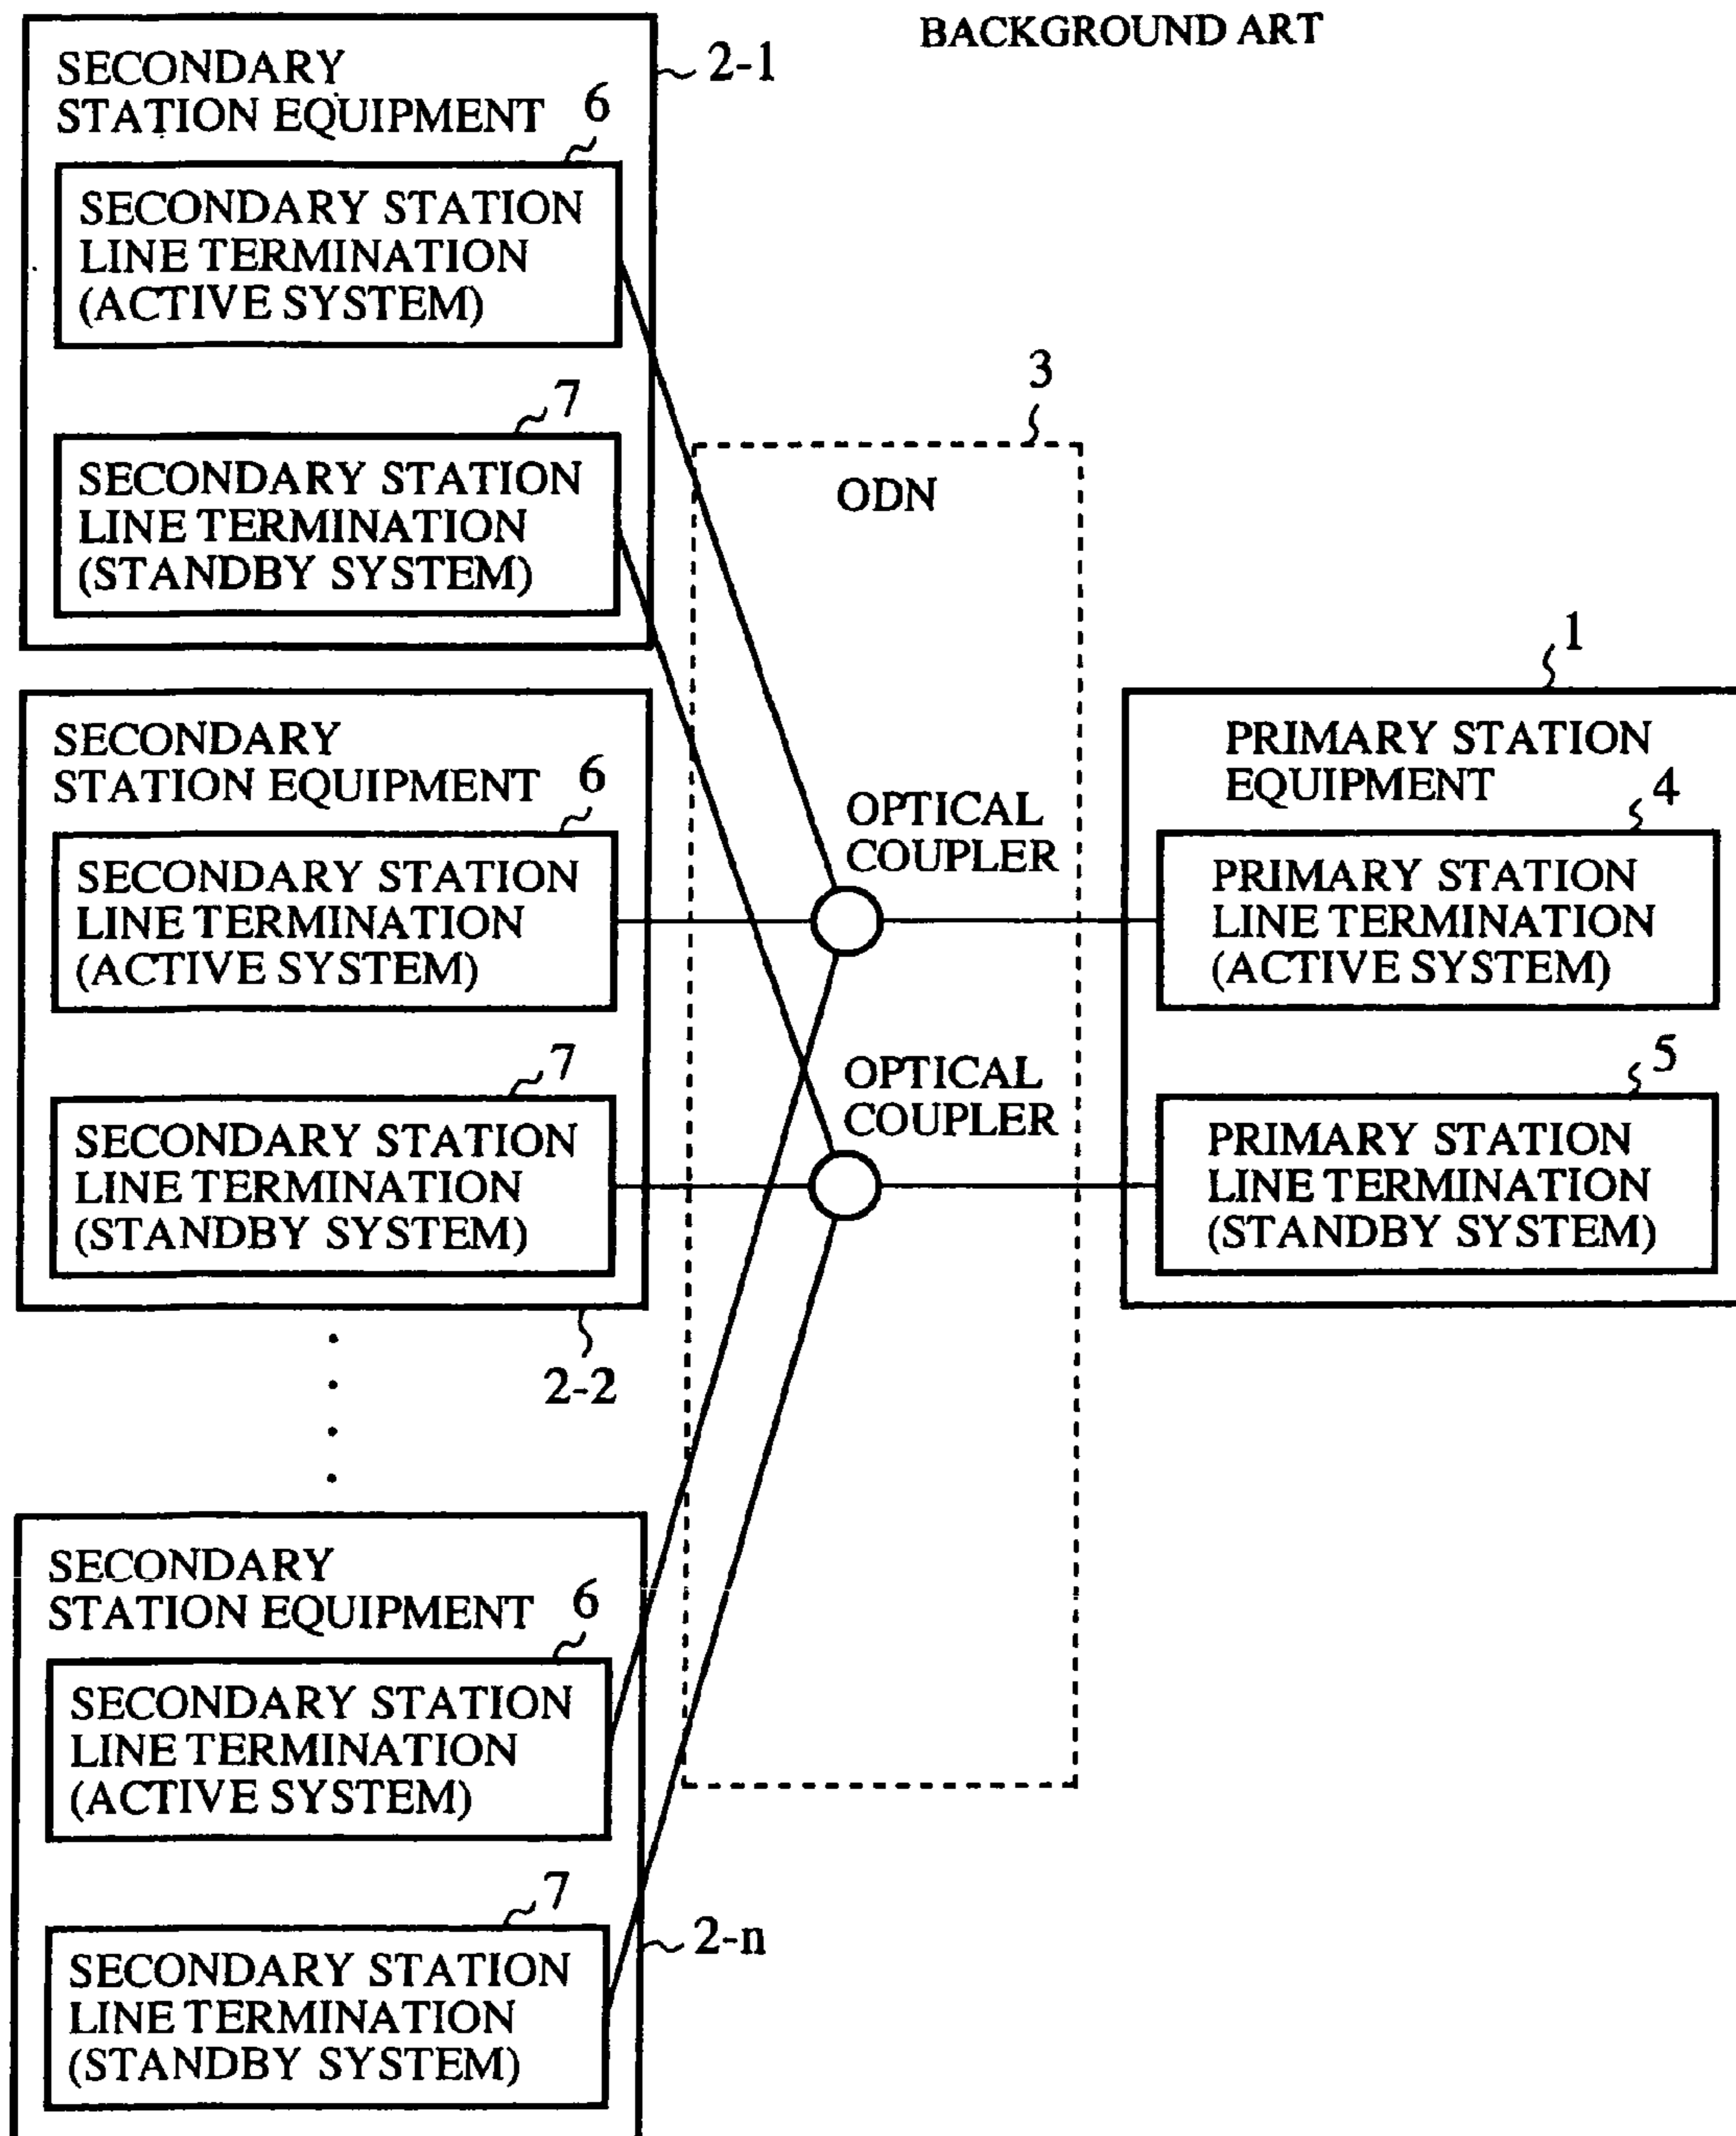 BACKGROUND ART
SECONDARY
STATION EQUIPMENT
2-1
6
SECONDARY STATION
LINE TERMINATION
(ACTIVE SYSTEM)
7
SECONDARY STATION
LINE TERMINATION
(STANDBY SYSTEM)
3
ODN
1
SECONDARY
STATION EQUIPMENT
6
SECONDARY STATION
LINE TERMINATION
(ACTIVE SYSTEM)
7
SECONDARY STATION
LINE TERMINATION
(STANDBY SYSTEM)
2-2
OPTICAL
COUPLER
OPTICAL
COUPLER
PRIMARY STATION
EQUIPMENT
4
PRIMARY STATION
LINE TERMINATION
(ACTIVE SYSTEM)
5
PRIMARY STATION
LINE TERMINATION
(STANDBY SYSTEM)
SECONDARY
STATION EQUIPMENT
6
SECONDARY STATION
LINE TERMINATION
(ACTIVE SYSTEM)
7
2-n
SECONDARY STATION
LINE TERMINATION
(STANDBY SYSTEM)